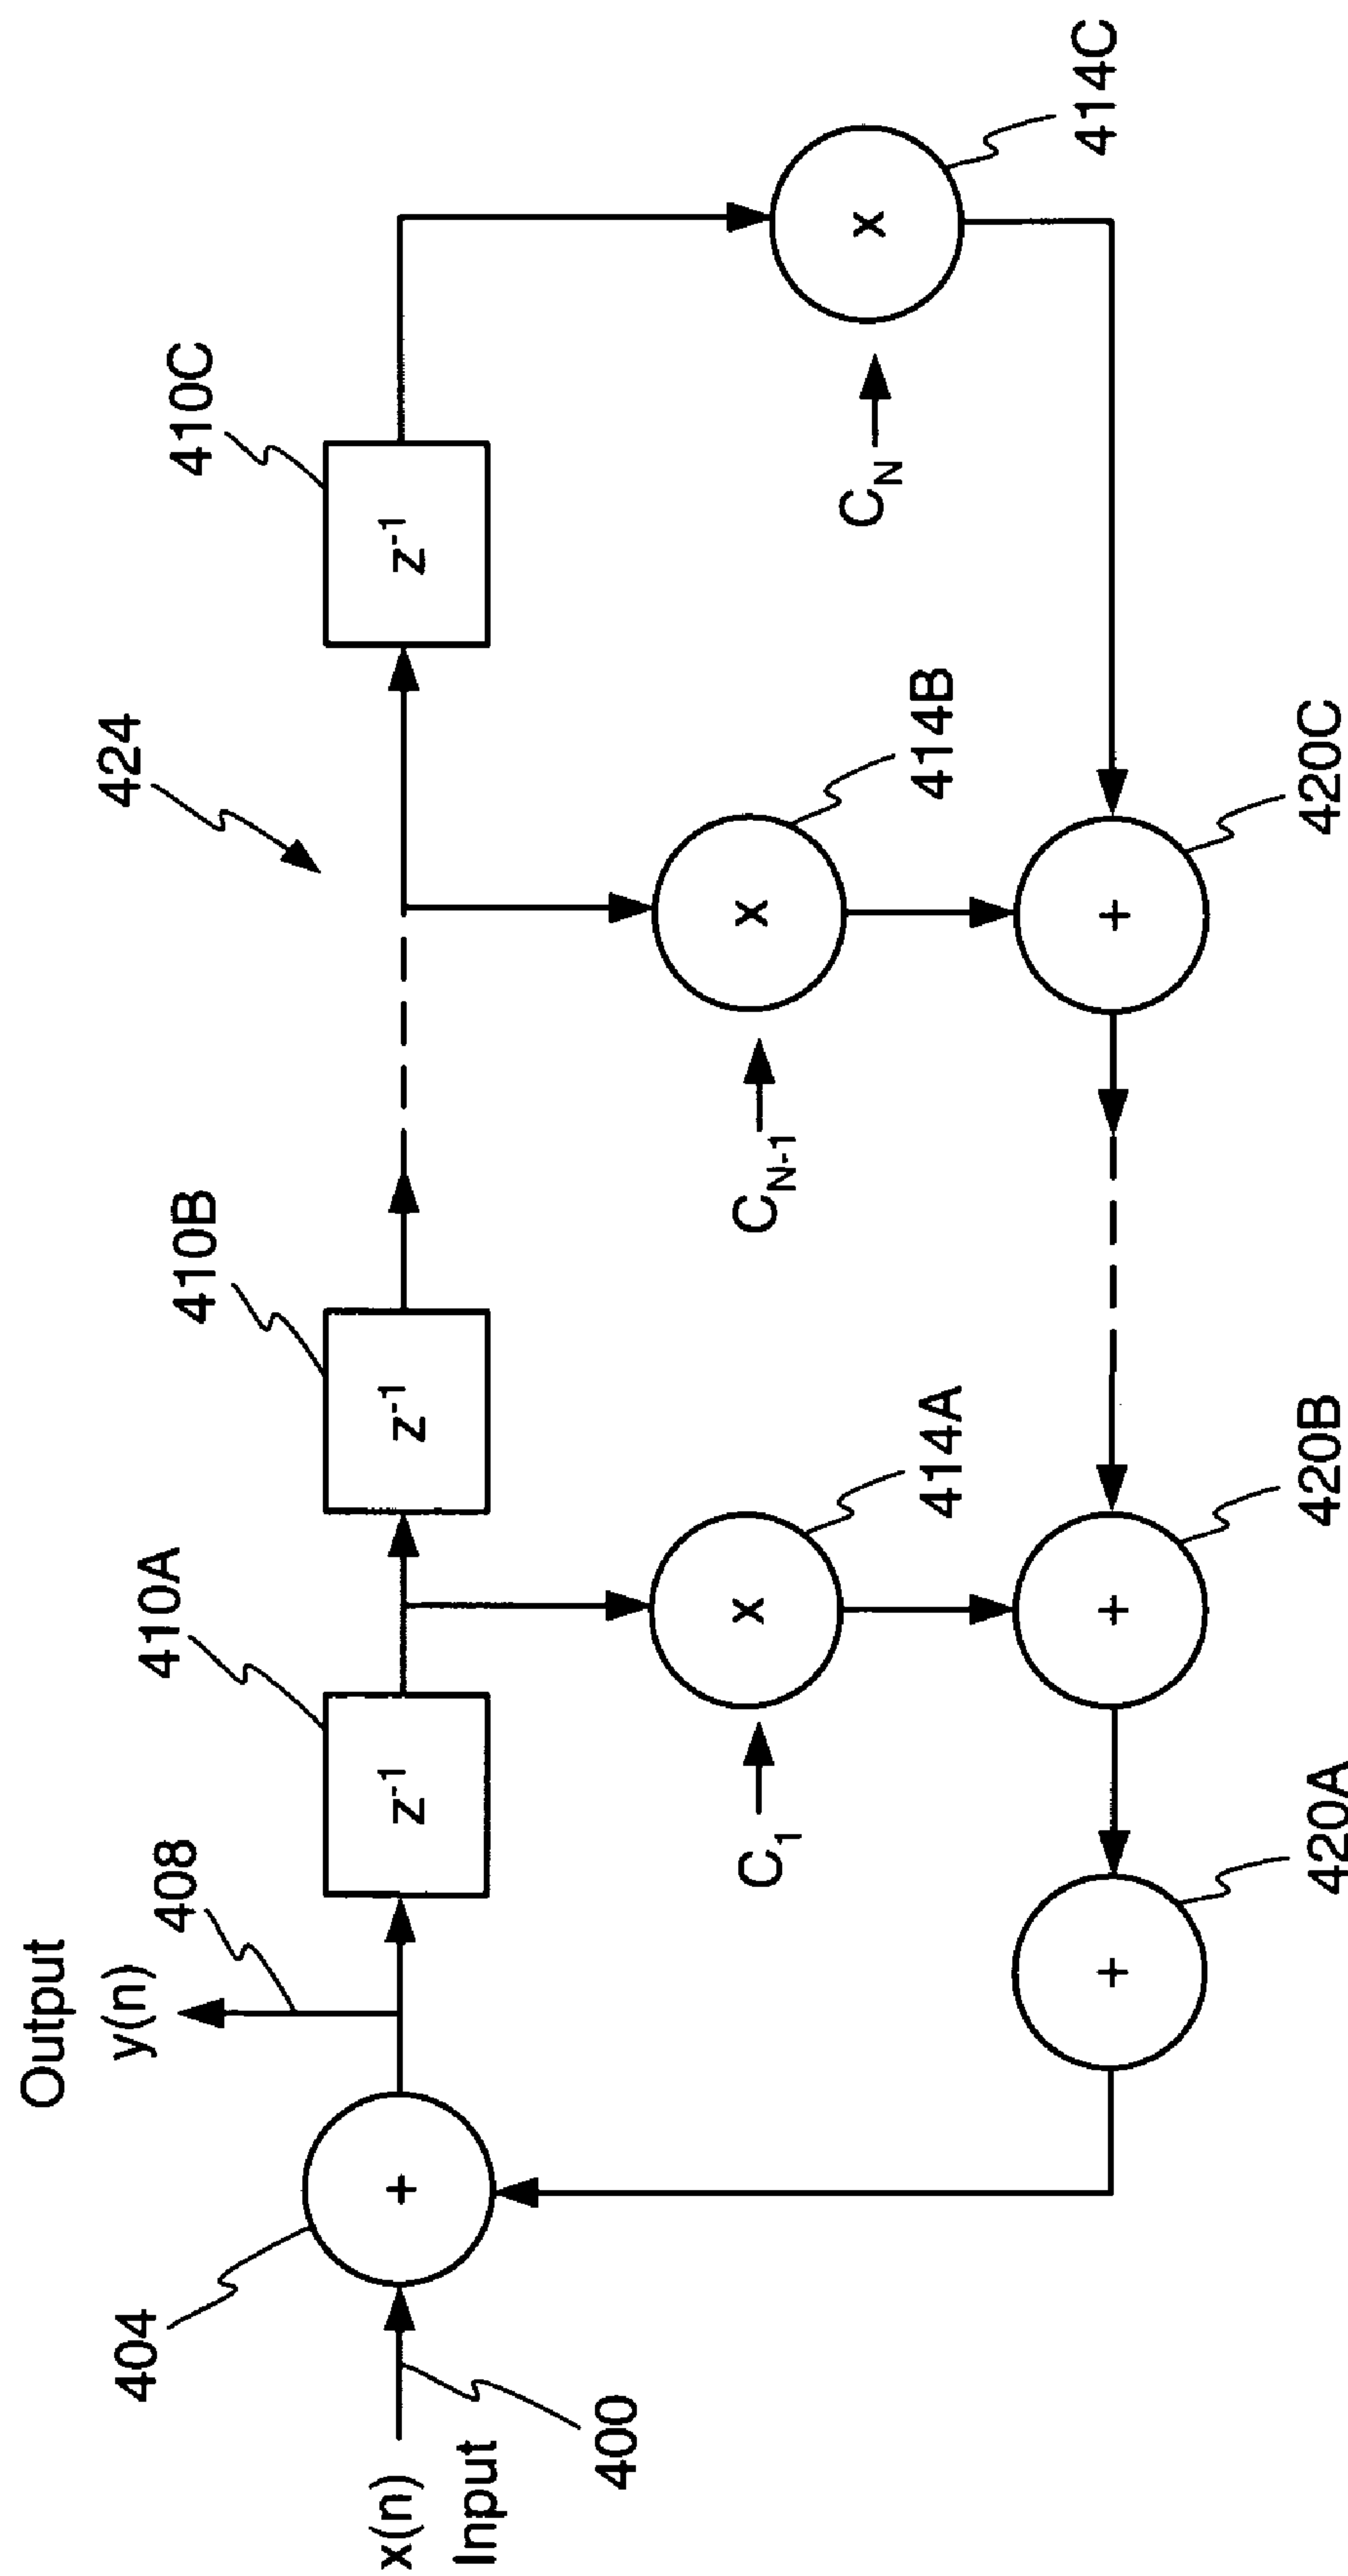 Output
y(n)
408
404
x(n)
Input
400
410A
410B
424
410C
z-1
z-1
z-1
C1
414A
CN-1
414B
CN
414C
x
x
x
+
+
+
+
420A
420B
420C